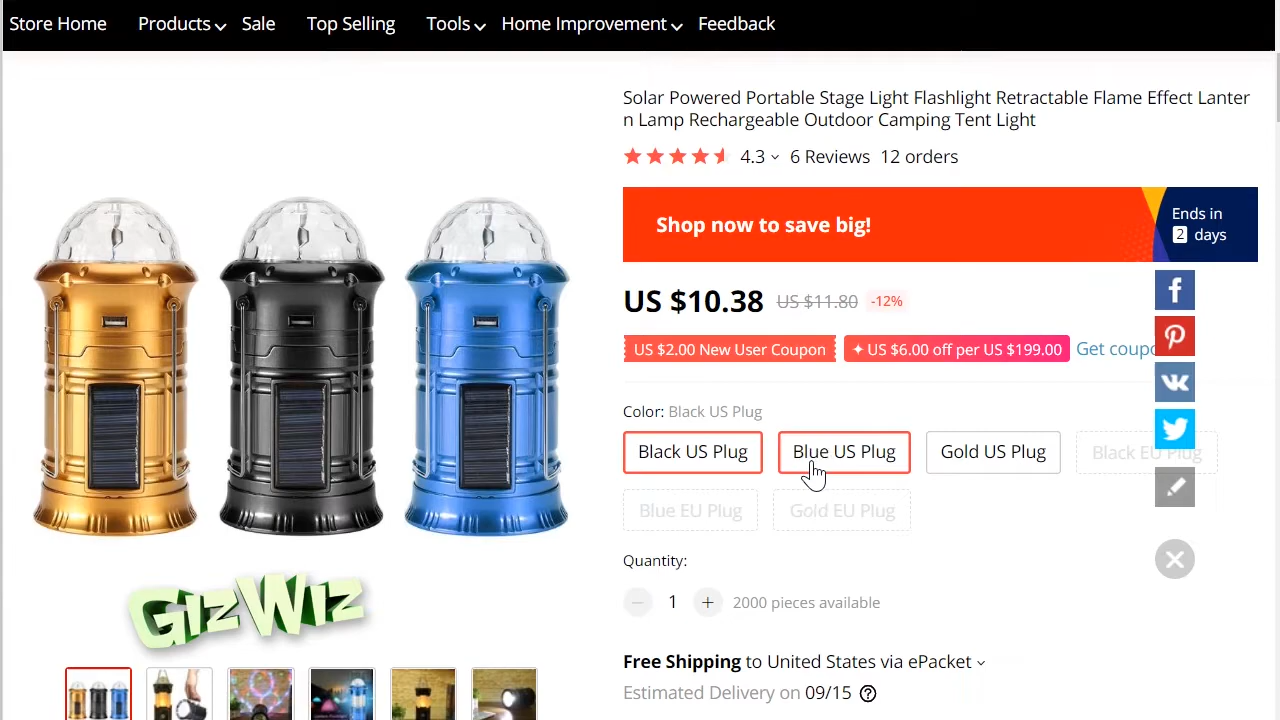 Store Home Products Sale Top Selling Tools Home Improvement Feedback
Solar Powered Portable Stage Light Flashlight Retractable Flame Effect Lanter
n Lamp Rechargeable Outdoor Camping Tent Light
4.3 6 Reviews 12 orders
Shop now to save big!
Ends in
2 days
US $10.38 US $11.80 -12%
US $2.00 New User Coupon US $6.00 off per US $199.00 Get coupo
Color: Black US Plug
Black US Plug Blue US Plug Gold US Plug Black EU Plug
Blue EU Plug Gold EU Plug
Quantity:
1 2000 pieces available
Free Shipping to United States via ePacket
Estimated Delivery on 09/15
GizWiz